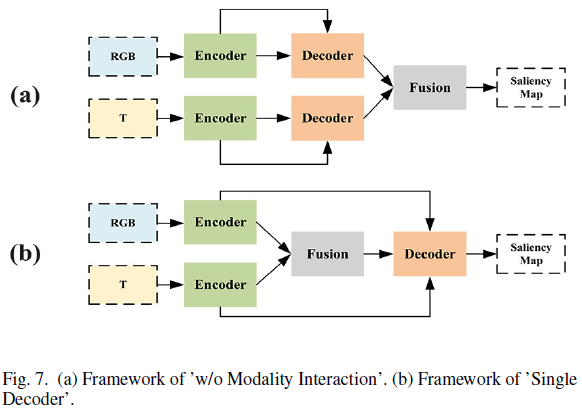 RGB
Encoder
Decoder
(a)
Fusion
Saliency
Map
T
Encoder
Decoder
RGB
Encoder
(b)
Fusion
Decoder
Saliency
Map
T
Encoder
Fig. 7. (a) Framework of ’w/o Modality Interaction’. (b) Framework of ’Single
Decoder’.